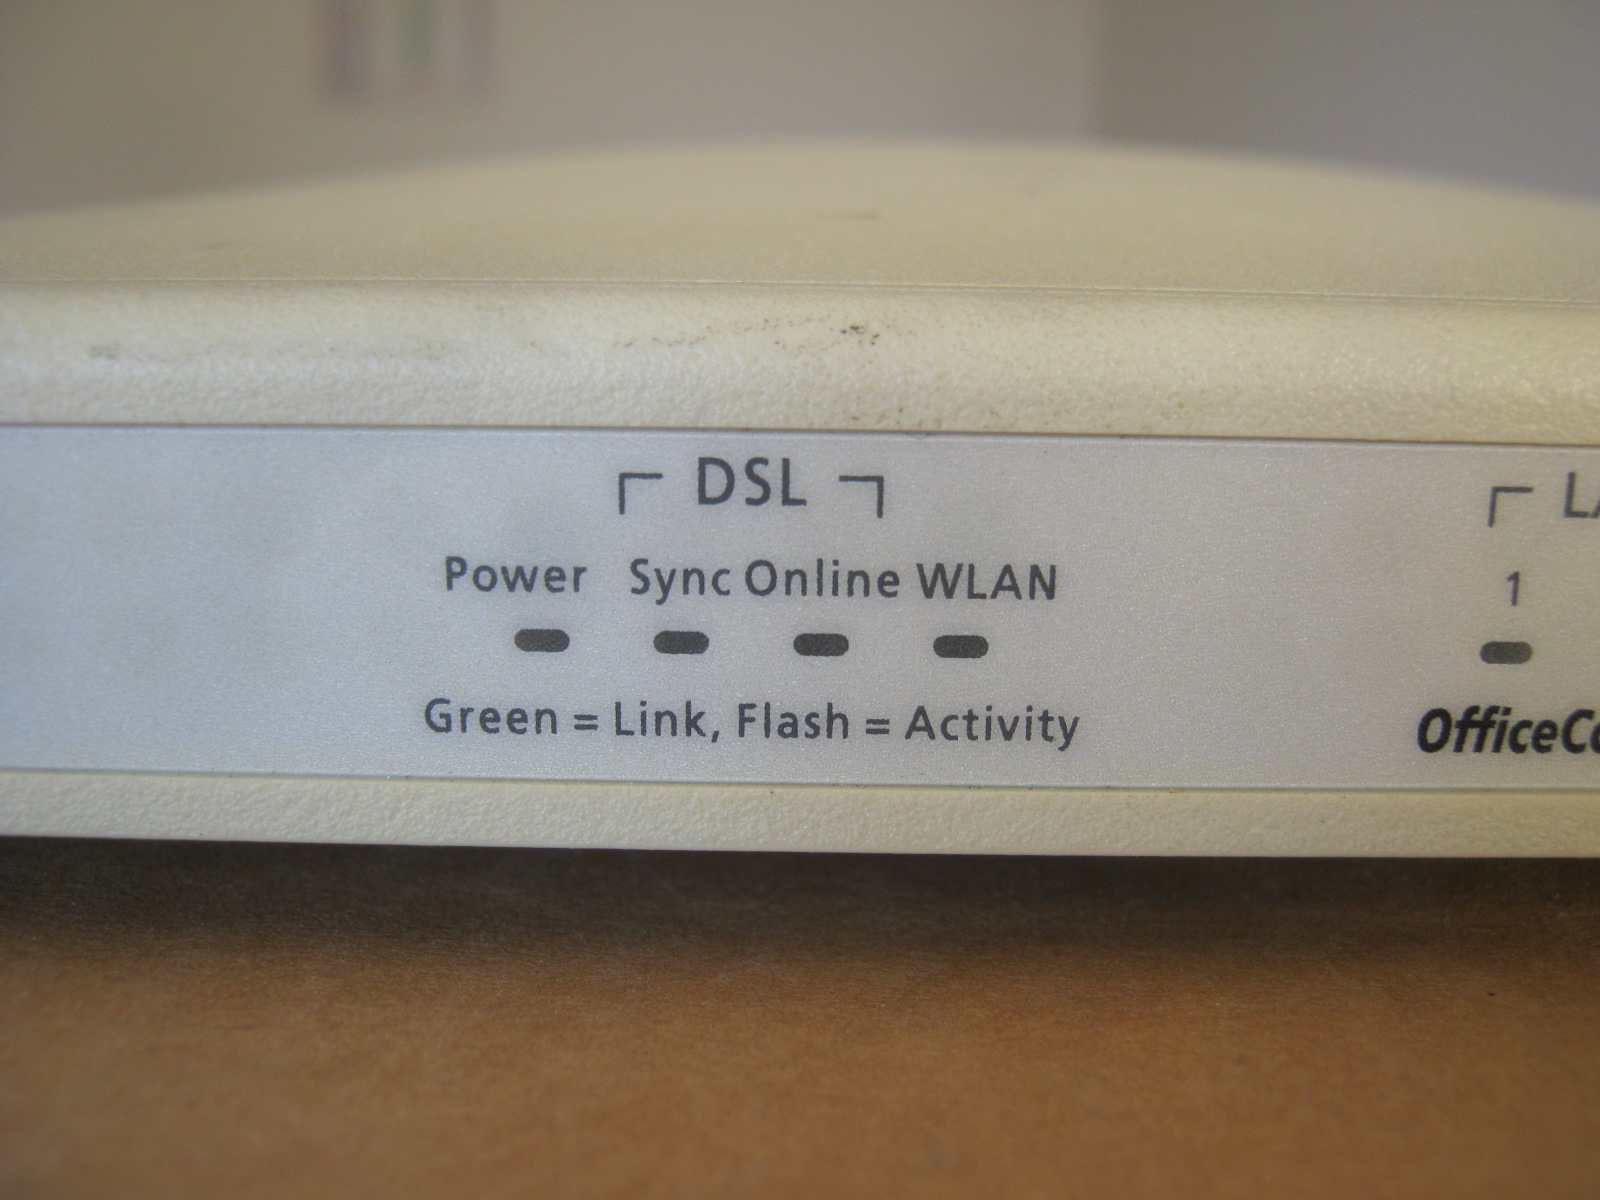 DSL
Power Sync Online WLAN
Green = Link, Flash = Activity
1